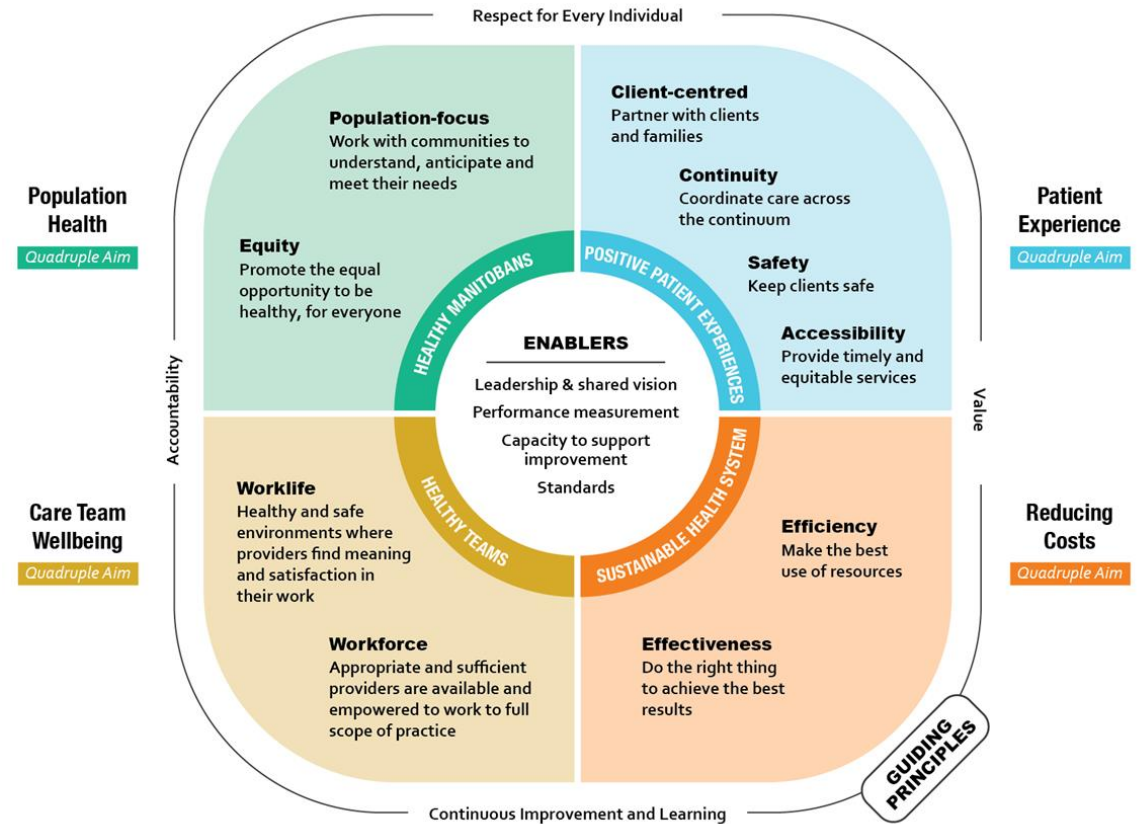 Respect for Every Individual
Population
Health
Quadruple Aim
Population-focus
Work with communities to
understand, anticipate and
meet their needs
Equity
Promote the equal
opportunity to be
healthy, for everyone
HEALTHY MANITOBANS
Client-centred
Partner with clients
and families
Continuity
Coordinate care across
the continuum
Safety
Keep clients safe
Accessibility
Provide timely and
equitable services
POSITIVE PATIENT EXPERIENCES
Patient
Experience
Quadruple Aim
ENABLERS
Leadership & shared vision
Performance measurement
Capacity to support
improvement
Standards
Accountability
Value
Care Team
Wellbeing
Quadruple Aim
Worklife
Healthy and safe
environments where
providers find meaning
and satisfaction in
their work
Workforce
Appropriate and sufficient
providers are available and
empowered to work to full
scope of practice
HEALTHY TEAMS
SUSTAINABLE HEALTH SYSTEM
Efficiency
Make the best
use of resources
Effectiveness
Do the right thing
to achieve the best
results
Reducing
Costs
Quadruple Aim
GUIDING
PRINCIPLES
Continuous Improvement and Learning